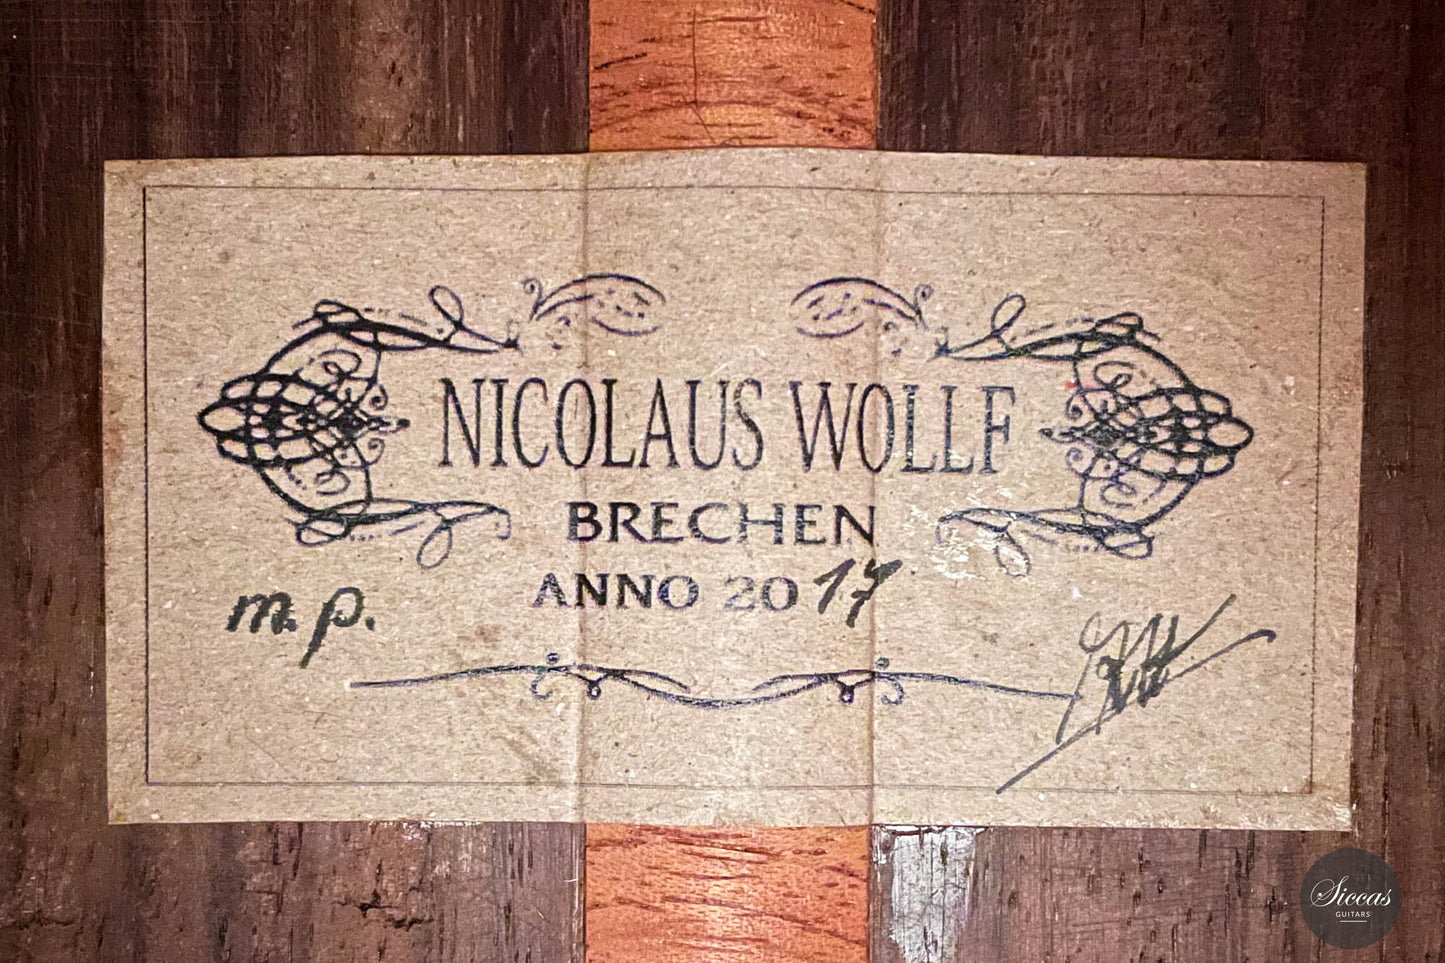 NICOLAUS WOLLF
BRECHEN
ANNO 2017
m. p.
Siccas
GUITARS